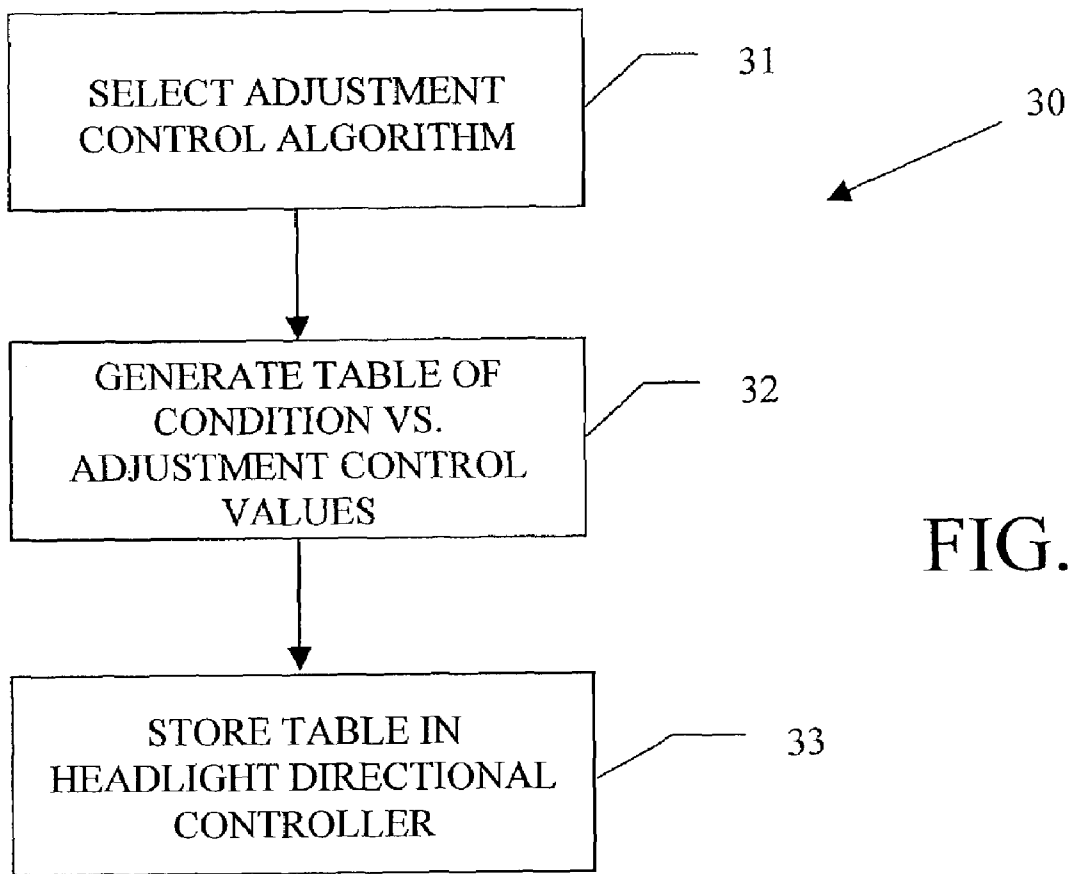 SELECT ADJUSTMENT
CONTROL ALGORITHM
31
30
GENERATE TABLE OF
CONDITION VS.
ADJUSTMENT CONTROL
VALUES
32
FIG.
STORE TABLE IN
HEADLIGHT DIRECTIONAL
CONTROLLER
33